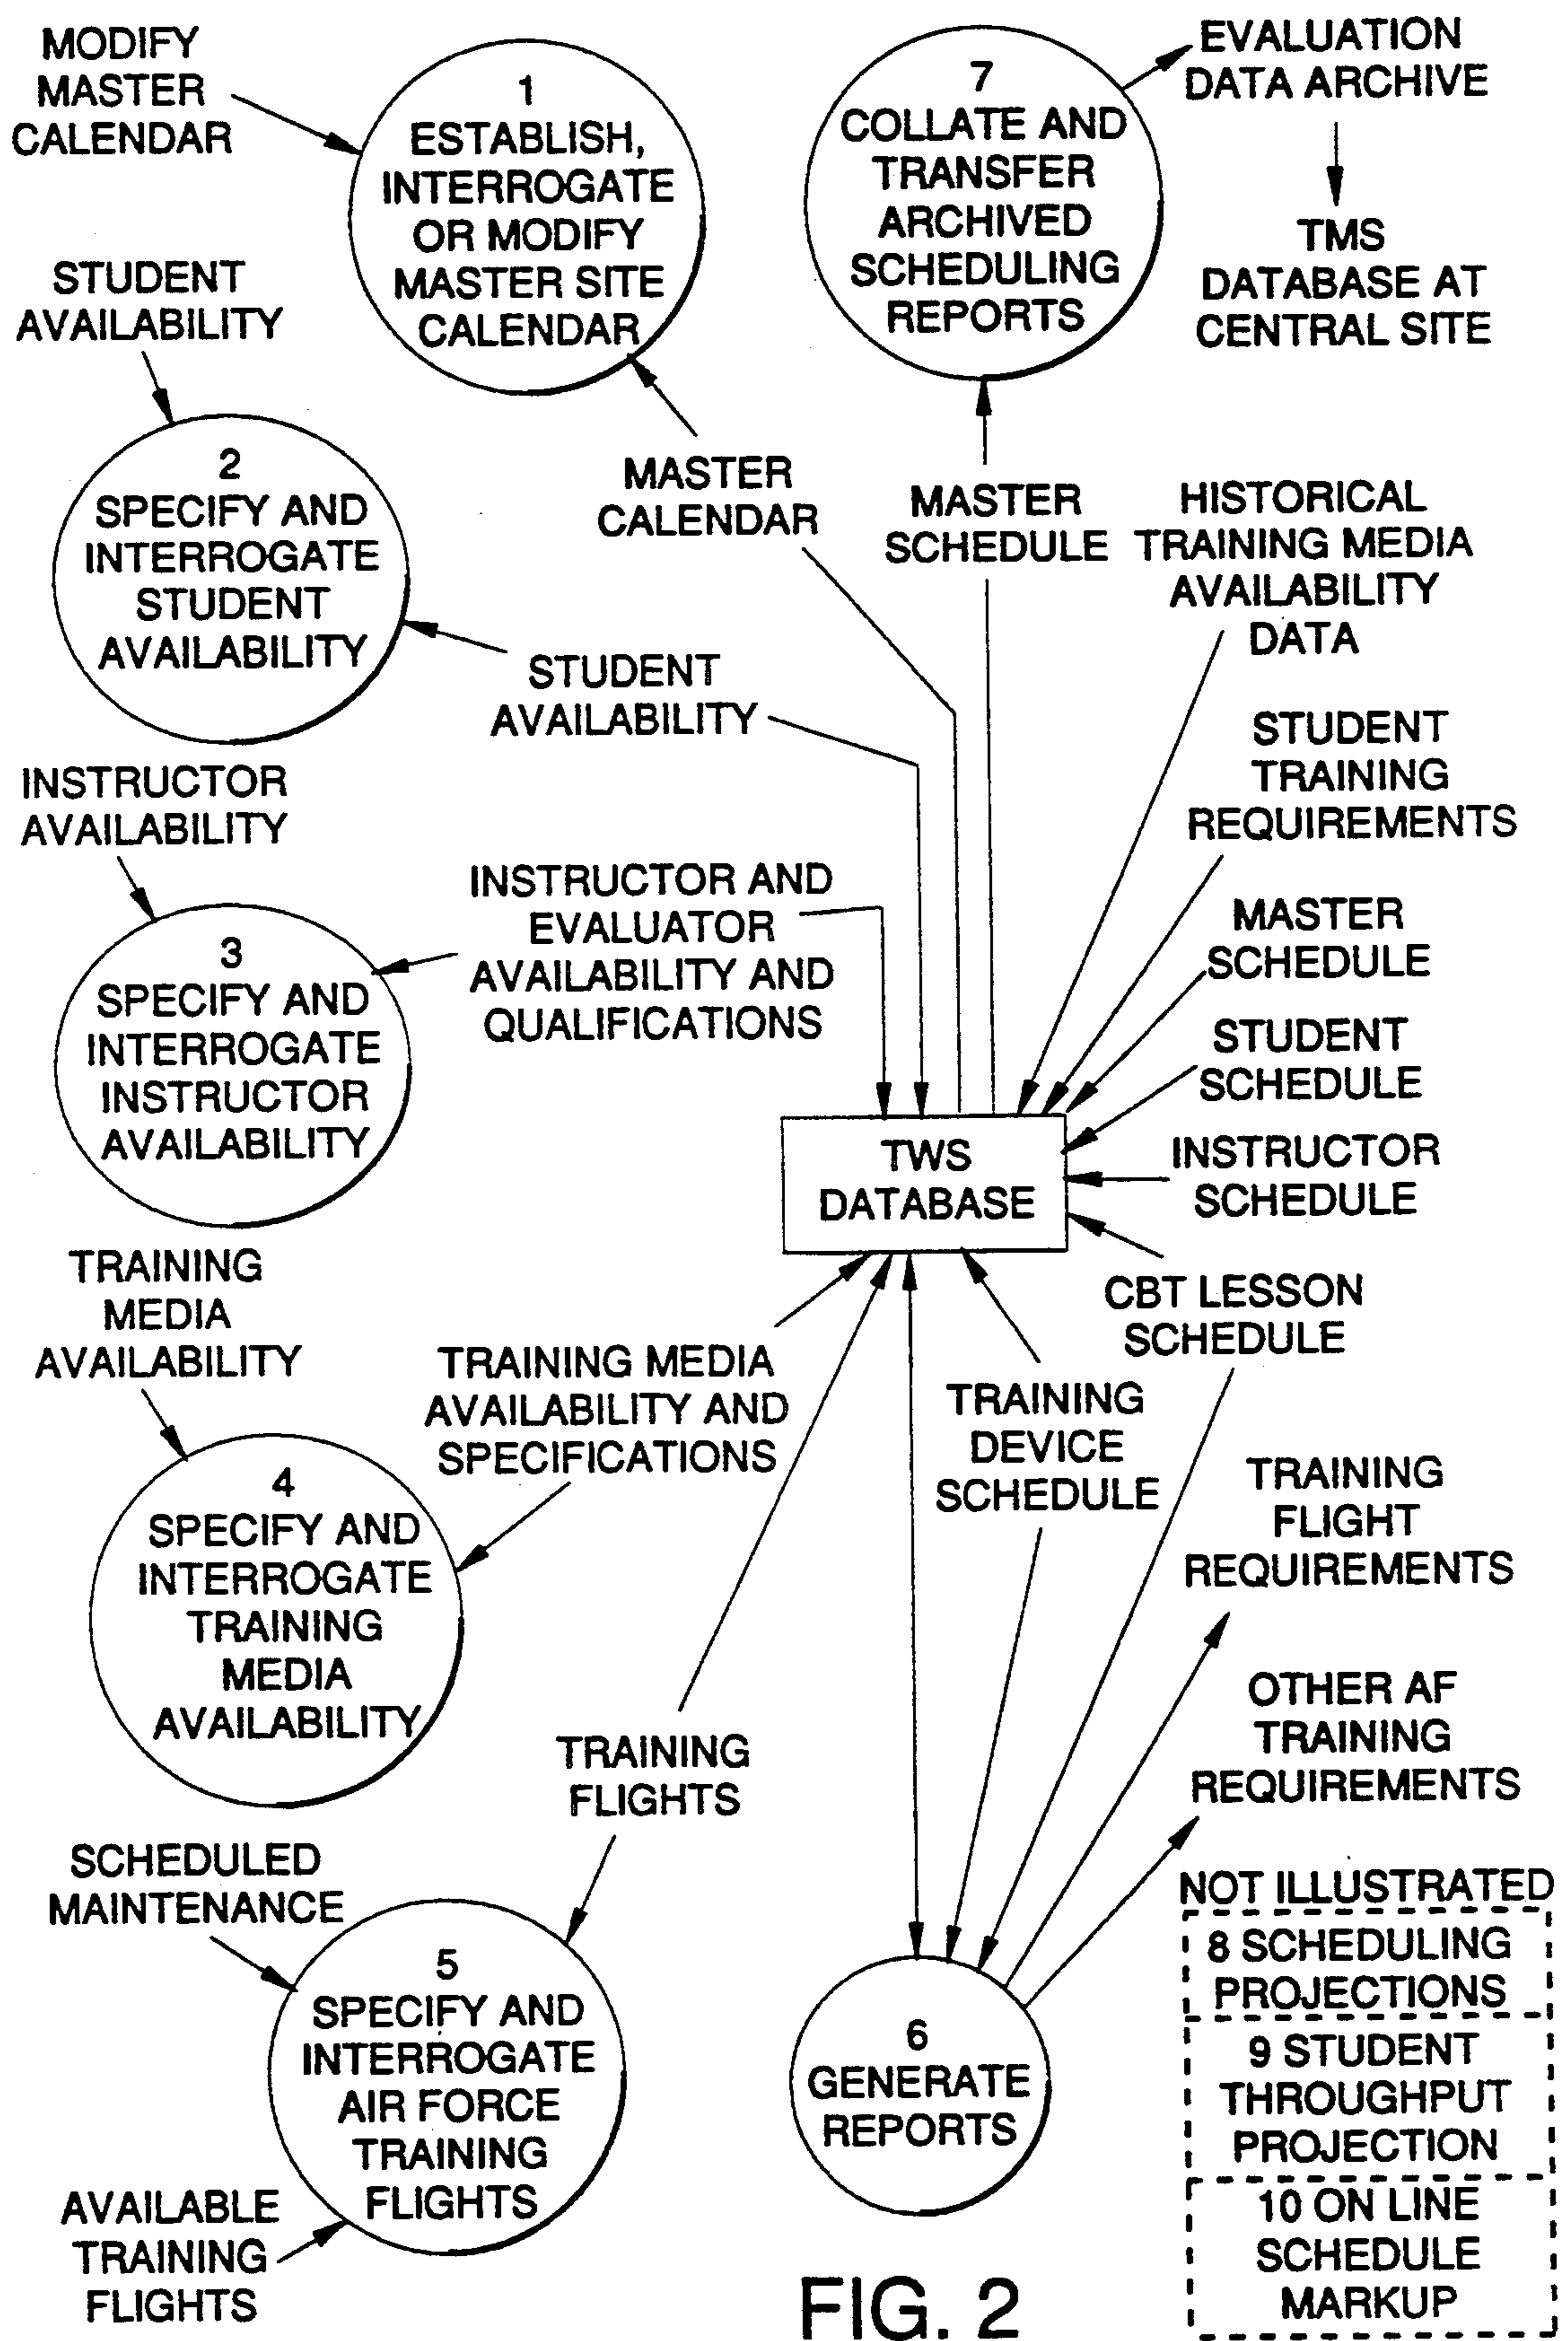 MODIFY
MASTER
CALENDAR
1
ESTABLISH,
INTERROGATE
OR MODIFY
MASTER SITE
CALENDAR
7
COLLATE AND
TRANSFER
ARCHIVED
SCHEDULING
REPORTS
EVALUATION
DATA ARCHIVE
TMS
DATABASE AT
CENTRAL SITE
STUDENT
AVAILABILITY
2
SPECIFY AND
INTERROGATE
STUDENT
AVAILABILITY
MASTER
CALENDAR
MASTER
SCHEDULE
HISTORICAL
TRAINING MEDIA
AVAILABILITY
DATA
STUDENT
AVAILABILITY
STUDENT
TRAINING
REQUIREMENTS
INSTRUCTOR
AVAILABILITY
3
SPECIFY AND
INTERROGATE
INSTRUCTOR
AVAILABILITY
INSTRUCTOR AND
EVALUATOR
AVAILABILITY AND
QUALIFICATIONS
MASTER
SCHEDULE
STUDENT
SCHEDULE
TWS
DATABASE
INSTRUCTOR
SCHEDULE
CBT LESSON
SCHEDULE
TRAINING
MEDIA
AVAILABILITY
4
SPECIFY AND
INTERROGATE
TRAINING
MEDIA
AVAILABILITY
TRAINING MEDIA
AVAILABILITY AND
SPECIFICATIONS
TRAINING
DEVICE
SCHEDULE
TRAINING
FLIGHT
REQUIREMENTS
OTHER AF
TRAINING
REQUIREMENTS
TRAINING
FLIGHTS
SCHEDULED
MAINTENANCE
5
SPECIFY AND
INTERROGATE
AIR FORCE
TRAINING
FLIGHTS
AVAILABLE
TRAINING
FLIGHTS
6
GENERATE
REPORTS
NOT ILLUSTRATED
8 SCHEDULING
PROJECTIONS
9 STUDENT
THROUGHPUT
PROJECTION
10 ON LINE
SCHEDULE
MARKUP
FIG. 2